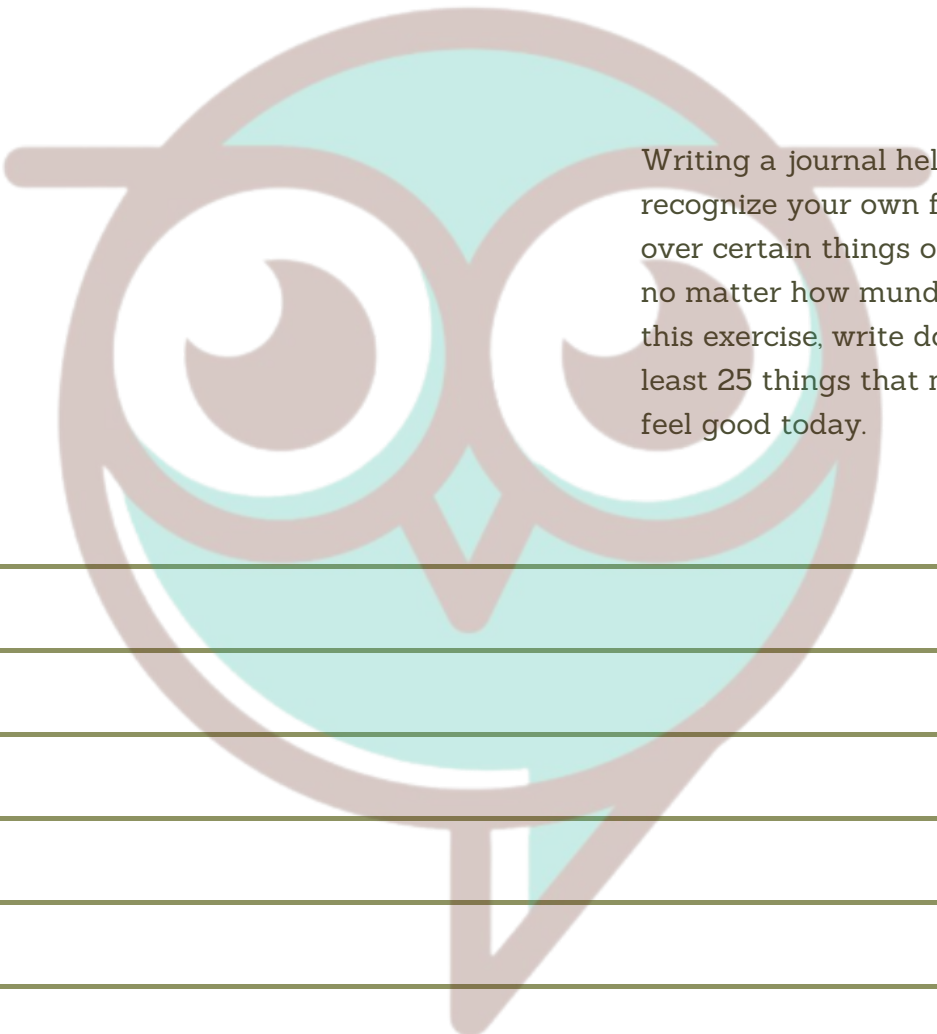 Writing a journal hel
recognize your own f
over certain things o
no matter how mund
this exercise, write do
least 25 things that
feel good today.